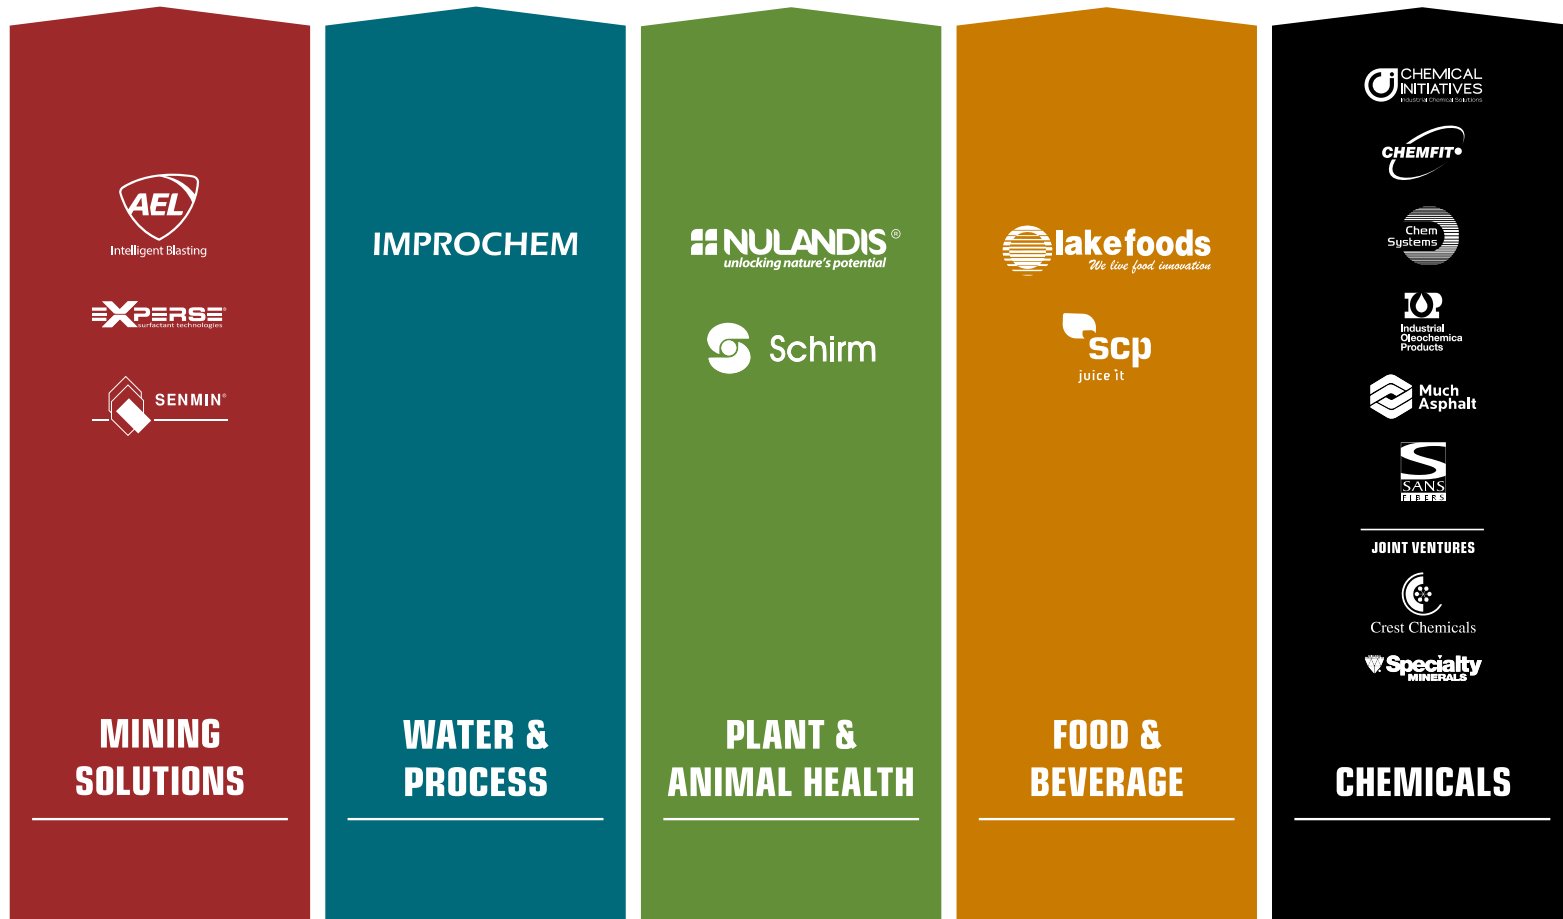 AEL
Intelligent Blasting
EXPERSE®
surfactant technologies
SENMIN®
MINING
SOLUTIONS
IMPROCHEM
WATER &
PROCESS
NULANDIS®
unlocking nature's potential
Schirm
PLANT &
ANIMAL HEALTH
lakefoods
We live food innovation
scp
juice it
FOOD &
BEVERAGE
CHEMICAL
INITIATIVES
Industrial Chemical Solutions
CHEMFIT
Chem
Systems
Industrial
Oleochemica
Products
Much
Asphalt
SANS
FIBERS
JOINT VENTURES
Crest Chemicals
Specialty
MINERALS
CHEMICALS